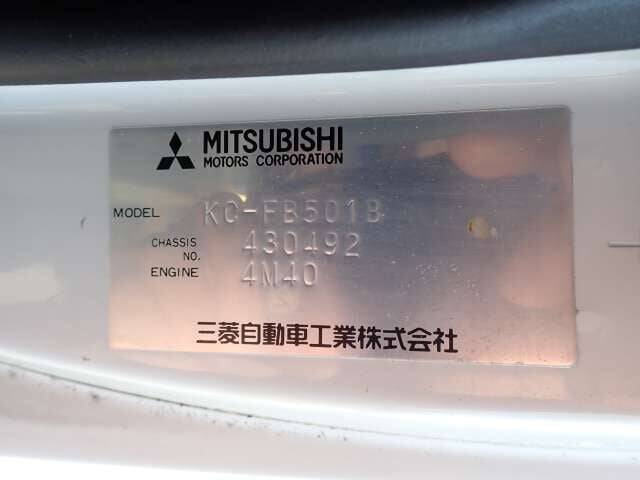 MITSUBISHI
MOTORS CORPORATION
MODEL KC-FB501B
CHASSIS NO. 430492
ENGINE 4M40
三菱自動車工業株式会社